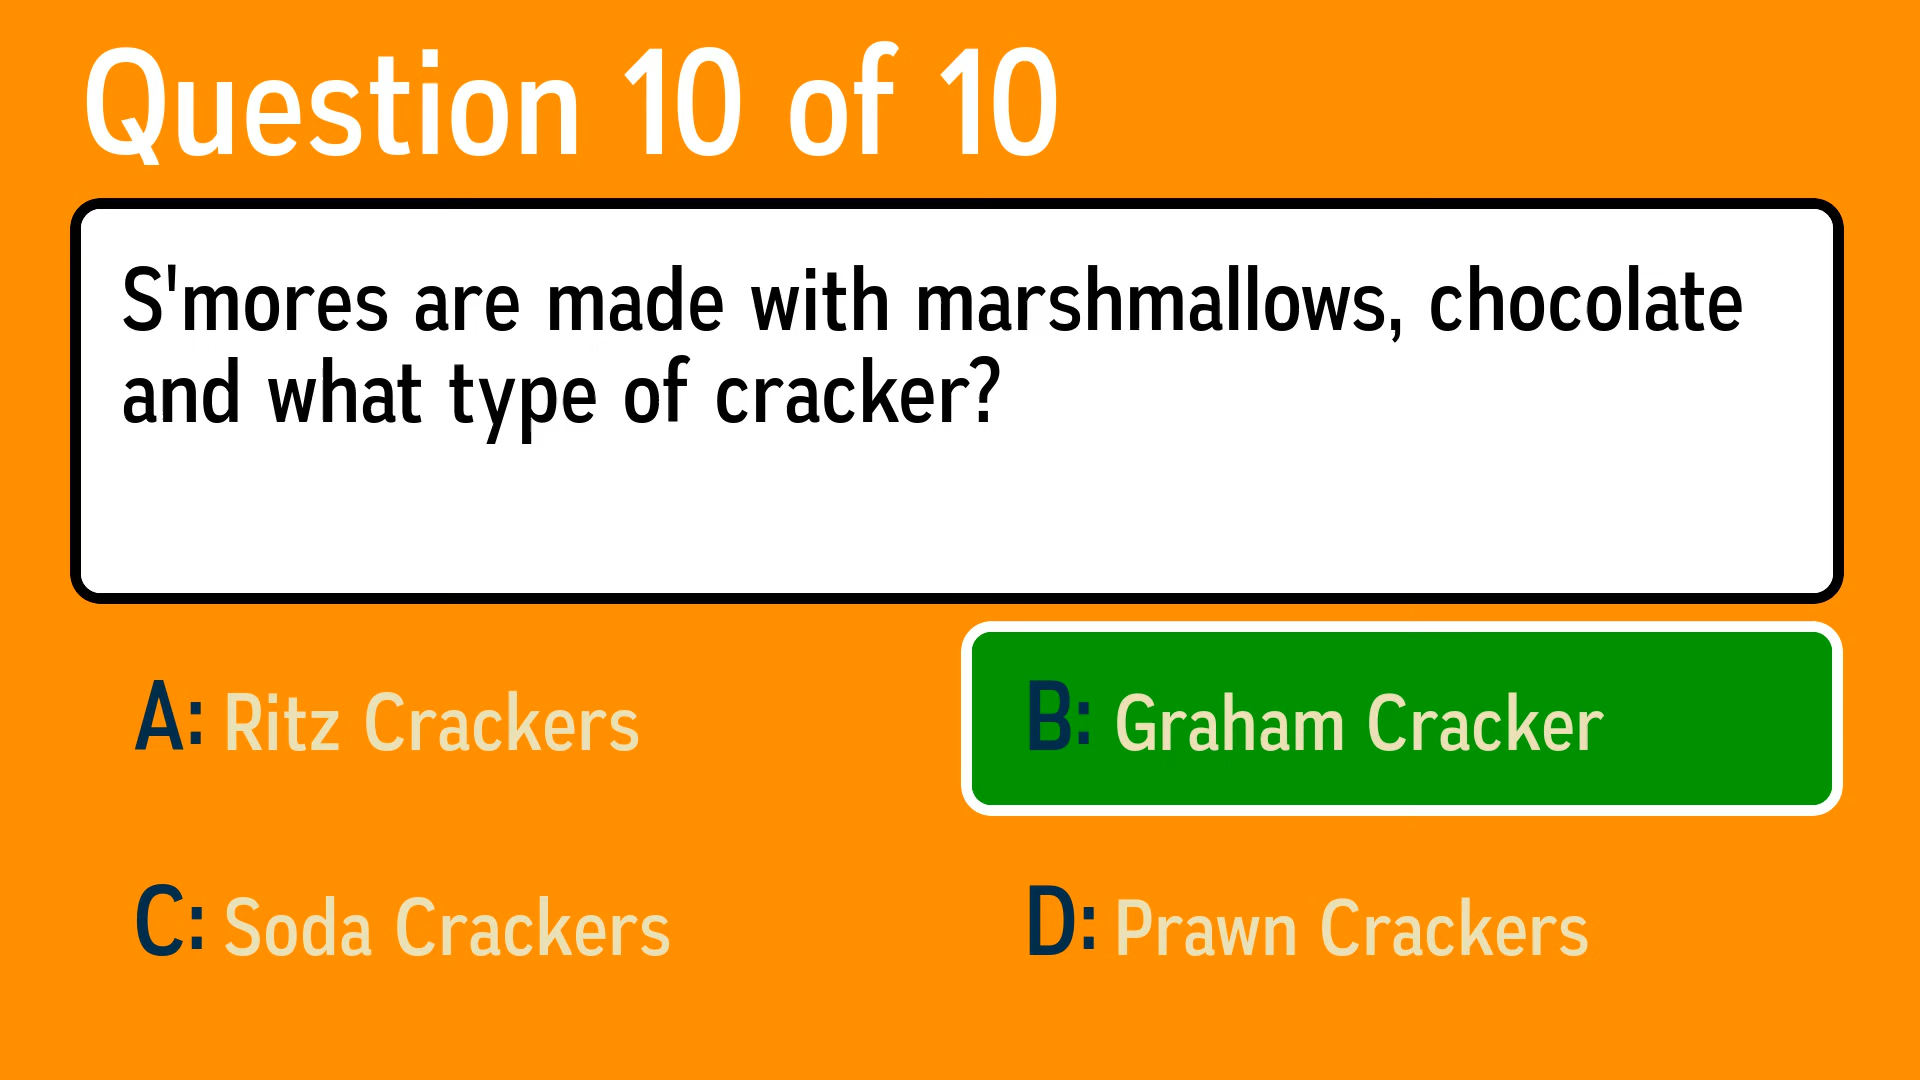 Question 10 of 10
S'mores are made with marshmallows, chocolate
and what type of cracker?
A: Ritz Crackers
B: Graham Cracker
C: Soda Crackers
D: Prawn Crackers